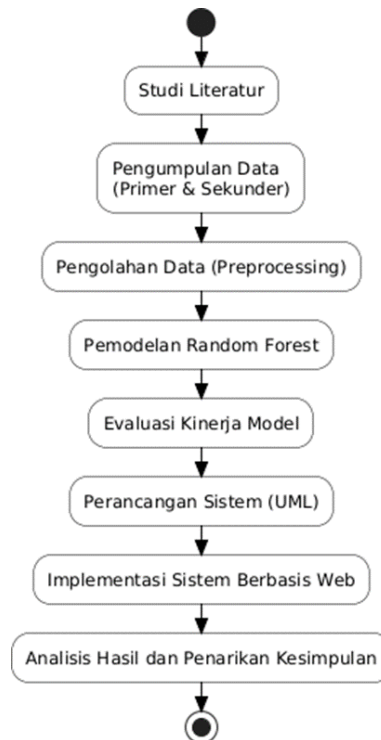 Studi Literatur
Pengumpulan Data
(Primer & Sekunder)
Pengolahan Data (Preprocessing)
Pemodelan Random Forest
Evaluasi Kinerja Model
Perancangan Sistem (UML)
Implementasi Sistem Berbasis Web
Analisis Hasil dan Penarikan Kesimpulan